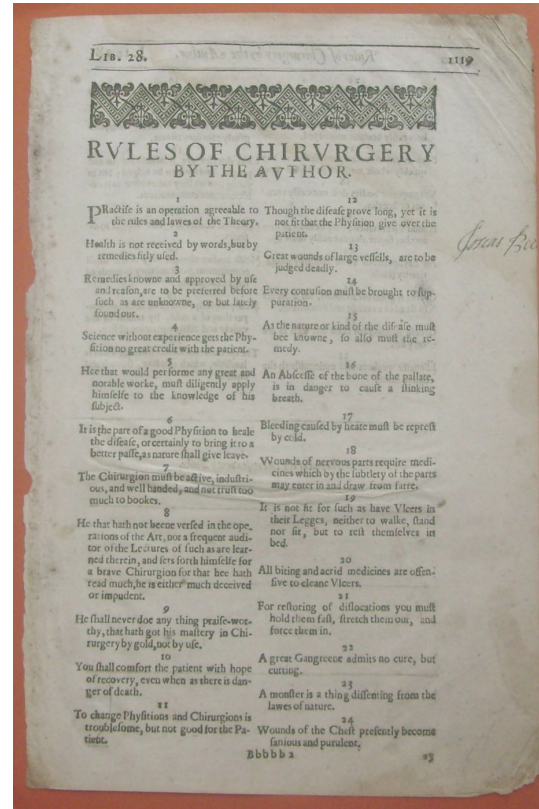 LIB. 28. 1119
RVLES OF CHIRVRGERY
BY THE AVTHOR.
1
PRactiſe is an operation agreeable to
the rules and lawes of the Theory.
2
Health is not received by words, but by
remedies fitly uſed.
3
Remedies knowne and approved by uſe
and reaſon, are to be preferred before
ſuch as are unknowne, or but lately
found out.
4
Science without experience gets the Phy-
ſition no great credit with the patient.
5
Hee that would performe any great and
notable worke, muſt diligently apply
himſelfe to the knowledge of his
ſubject.
6
It is the part of a good Phyſition to heale
the diſeaſe, or certainly to bring it to a
better paſſe, as nature ſhall give leave.
7
The Chirurgion muſt be active, induſtri-
ous, and well handed, and not truſt too
much to bookes.
8
He that hath not beene verſed in the ope-
rations of the Art, nor a frequent audi-
tor of the Lectures of ſuch as are lear-
ned therein, and ſets forth himſelfe for
a brave Chirurgion for that hee hath
read much, he is either much deceived
or impudent.
9
He ſhall never doe any thing praiſe-wor-
thy, that hath got his maſtery in Chi-
rurgery by gold, not by uſe.
10
You ſhall comfort the patient with hope
of recovery, even when as there is dan-
ger of death.
11
To change Phyſitions and Chirurgions is
troubleſome, but not good for the Pa-
tient.
12
Though the diſeaſe prove long, yet it is
not fit that the Phyſition give over the
patient.
13
Great wounds of large veſſells, are to be
judged deadly.
14
Every contuſion muſt be brought to ſup-
puration.
15
As the nature or kind of the diſeaſe muſt
bee knowne, ſo alſo muſt the re-
medy.
16
An Abſceſſe of the bone of the pallate,
is in danger to cauſe a ſtinking
breath.
17
Bleeding cauſed by heate muſt be repreſt
by cold.
18
Wounds of nervous parts require medi-
cines which by the ſubtlety of the parts
may enter in and draw from farre.
19
It is not fit for ſuch as have Vlcers in
their Legges, neither to walke, ſtand
nor ſit, but to reſt themſelves in
bed.
20
All biting and acrid medicines are offen-
ſive to cleane Vlcers.
21
For reſtoring of diſlocations you muſt
hold them faſt, ſtretch them out, and
force them in.
22
A great Gangreene admits no cure, but
cutting.
23
A monſter is a thing diſſenting from the
lawes of nature.
24
Wounds of the Cheſt preſently become
ſanious and purulent.
Bbbbb 2 25